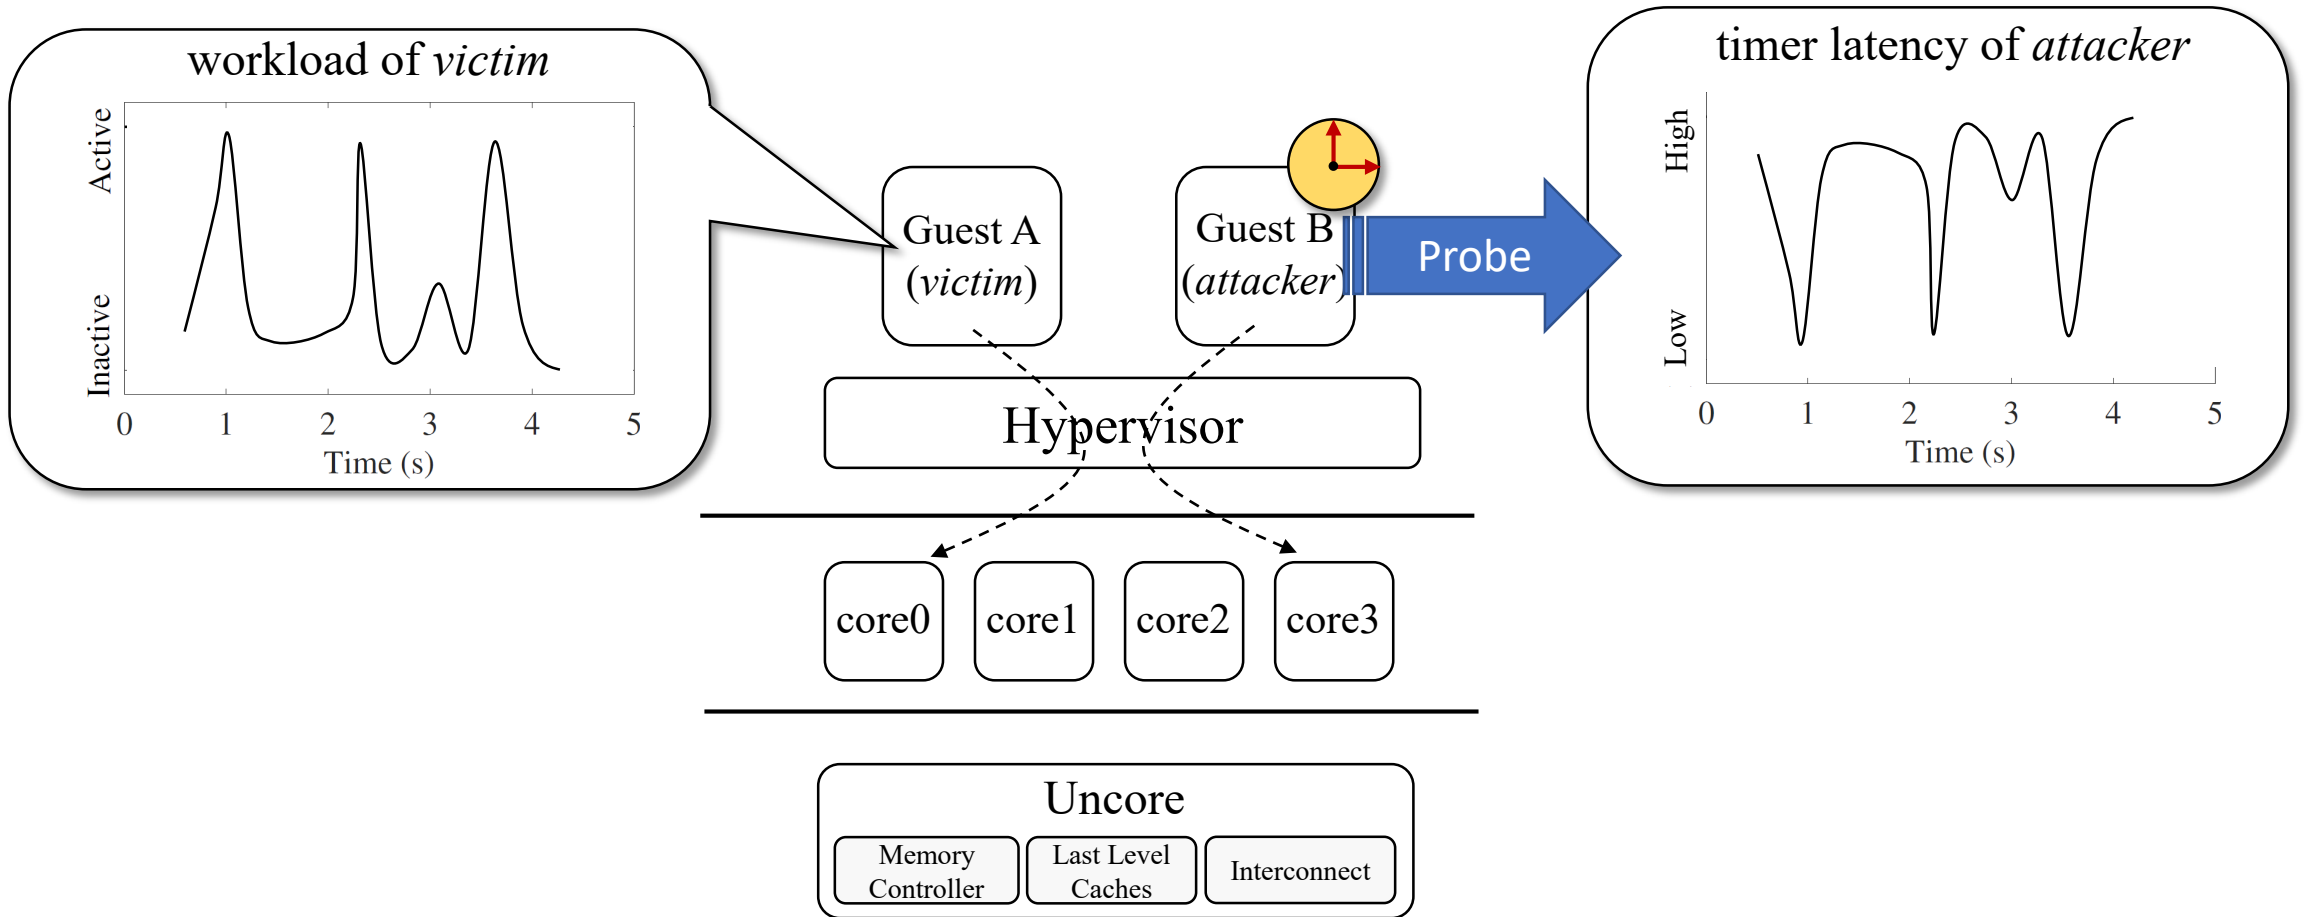 workload of victim
Active
Inactive
0 1 2 3 4 5
Time (s)
Guest A
(victim)
Guest B
(attacker)
Probe
timer latency of attacker
High
Low
0 1 2 3 4 5
Time (s)
Hypervisor
core0 core1 core2 core3
Uncore
Memory
Controller
Last Level
Caches
Interconnect